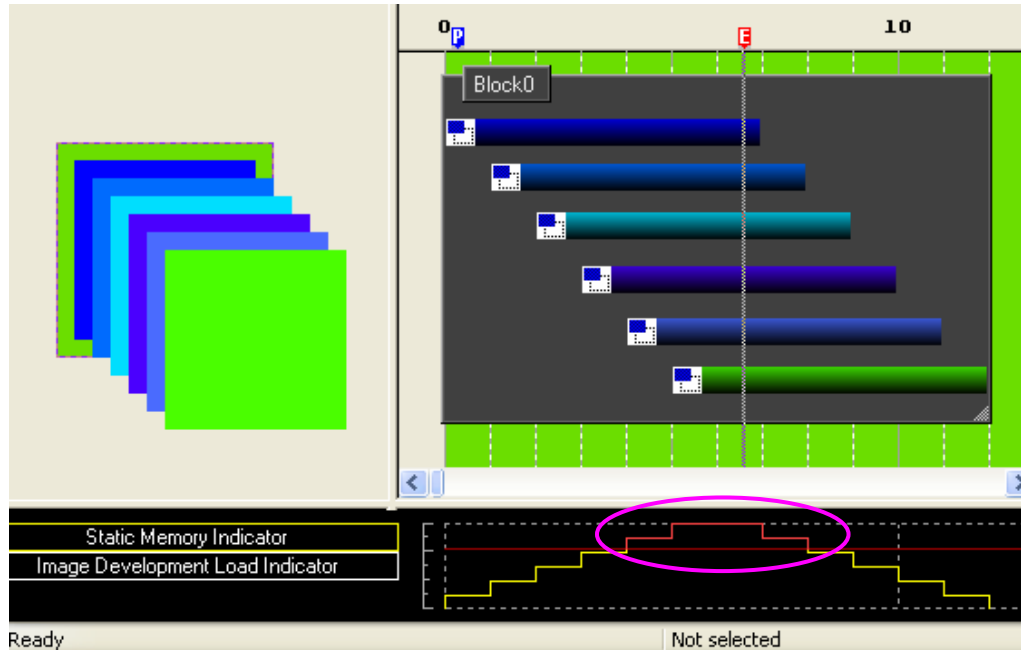 0
P
E
10
Block0
Static Memory Indicator
Image Development Load Indicator
Ready
Not selected